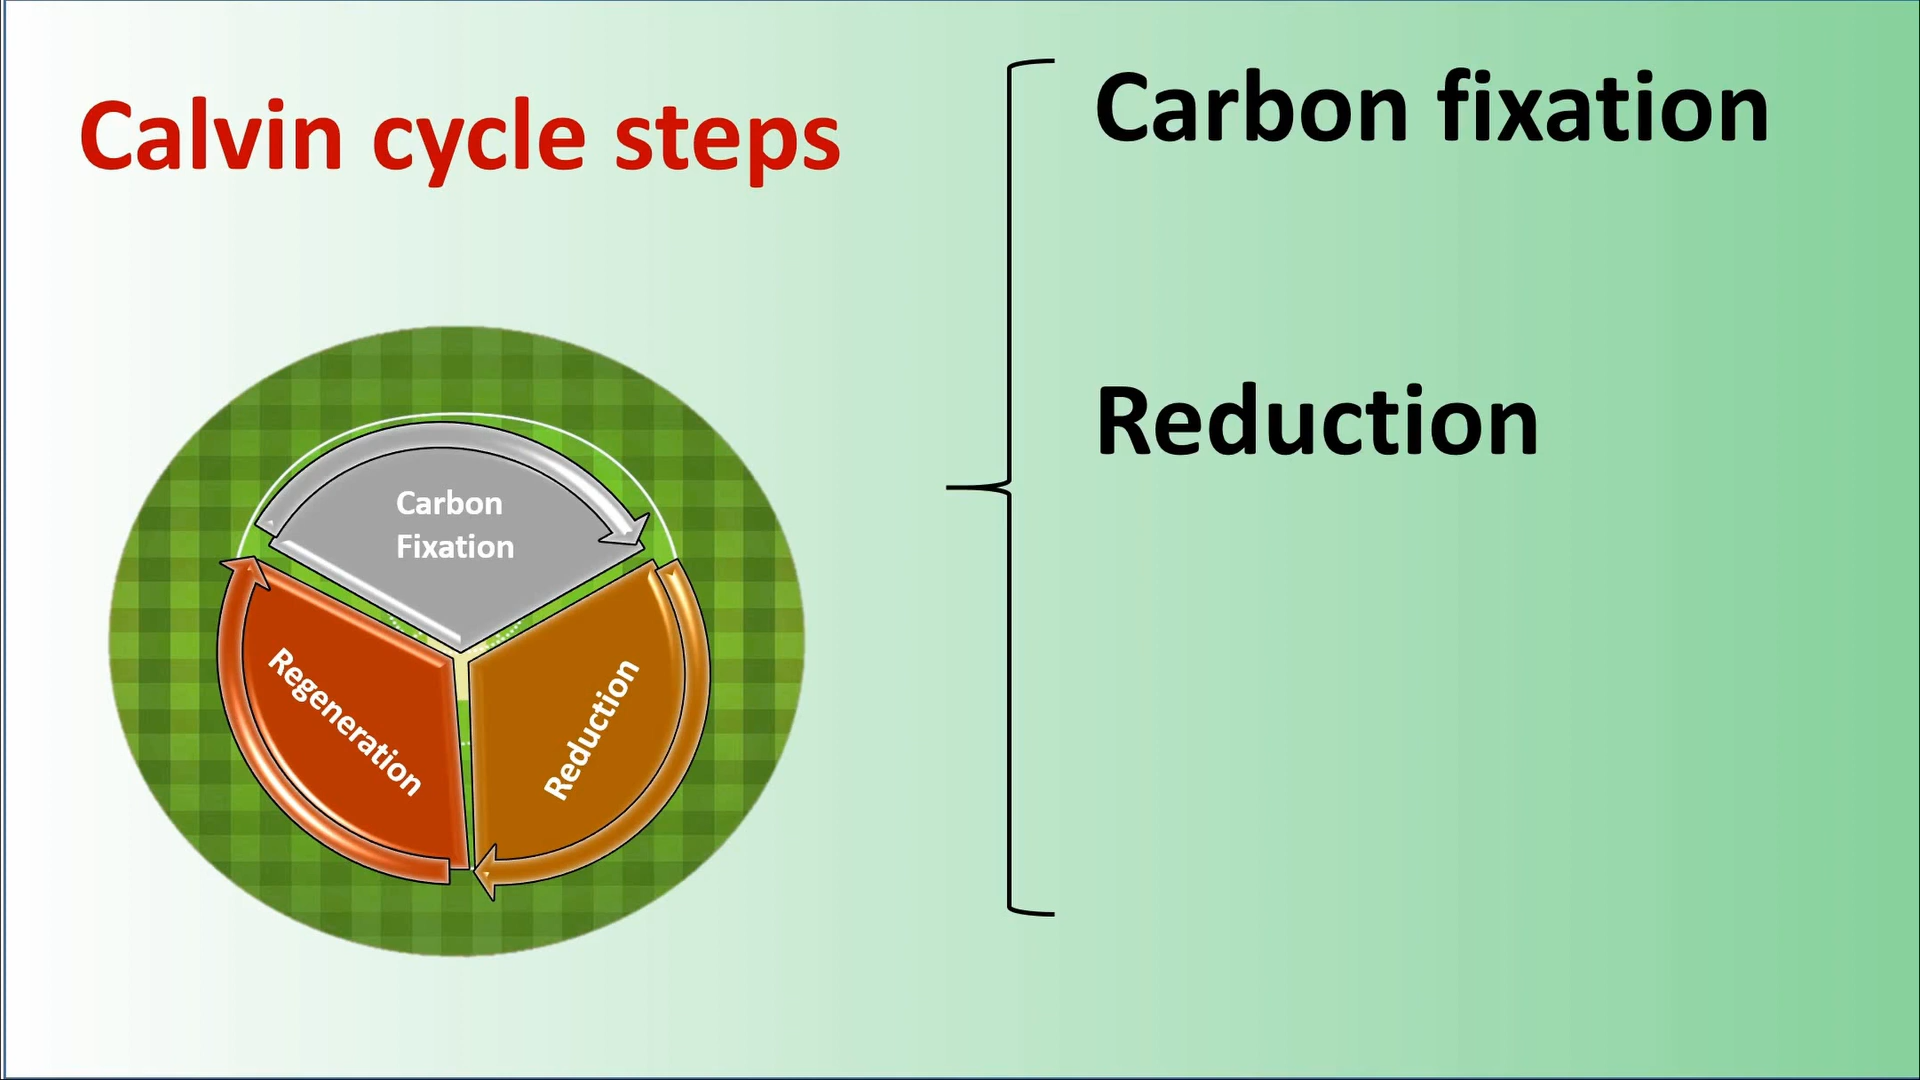 Calvin cycle steps
Carbon fixation
Reduction
Carbon
Fixation
Regeneration
Reduction